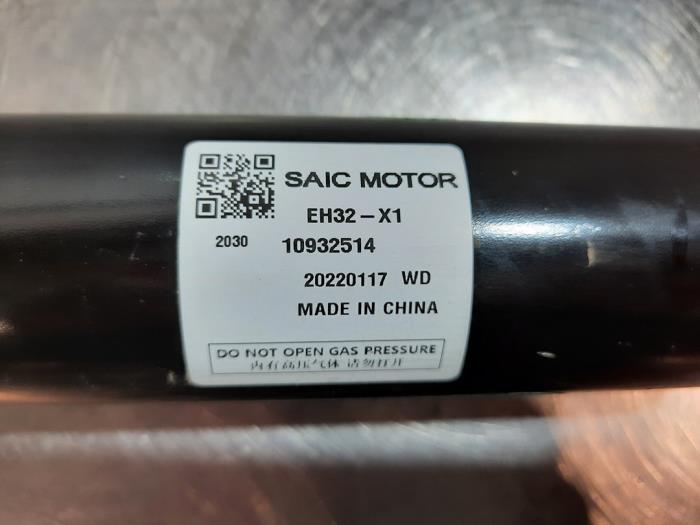 SAIC MOTOR
EH32-X1
2030 10932514
20220117 WD
MADE IN CHINA
DO NOT OPEN GAS PRESSURE
内有高压气体 请勿打开